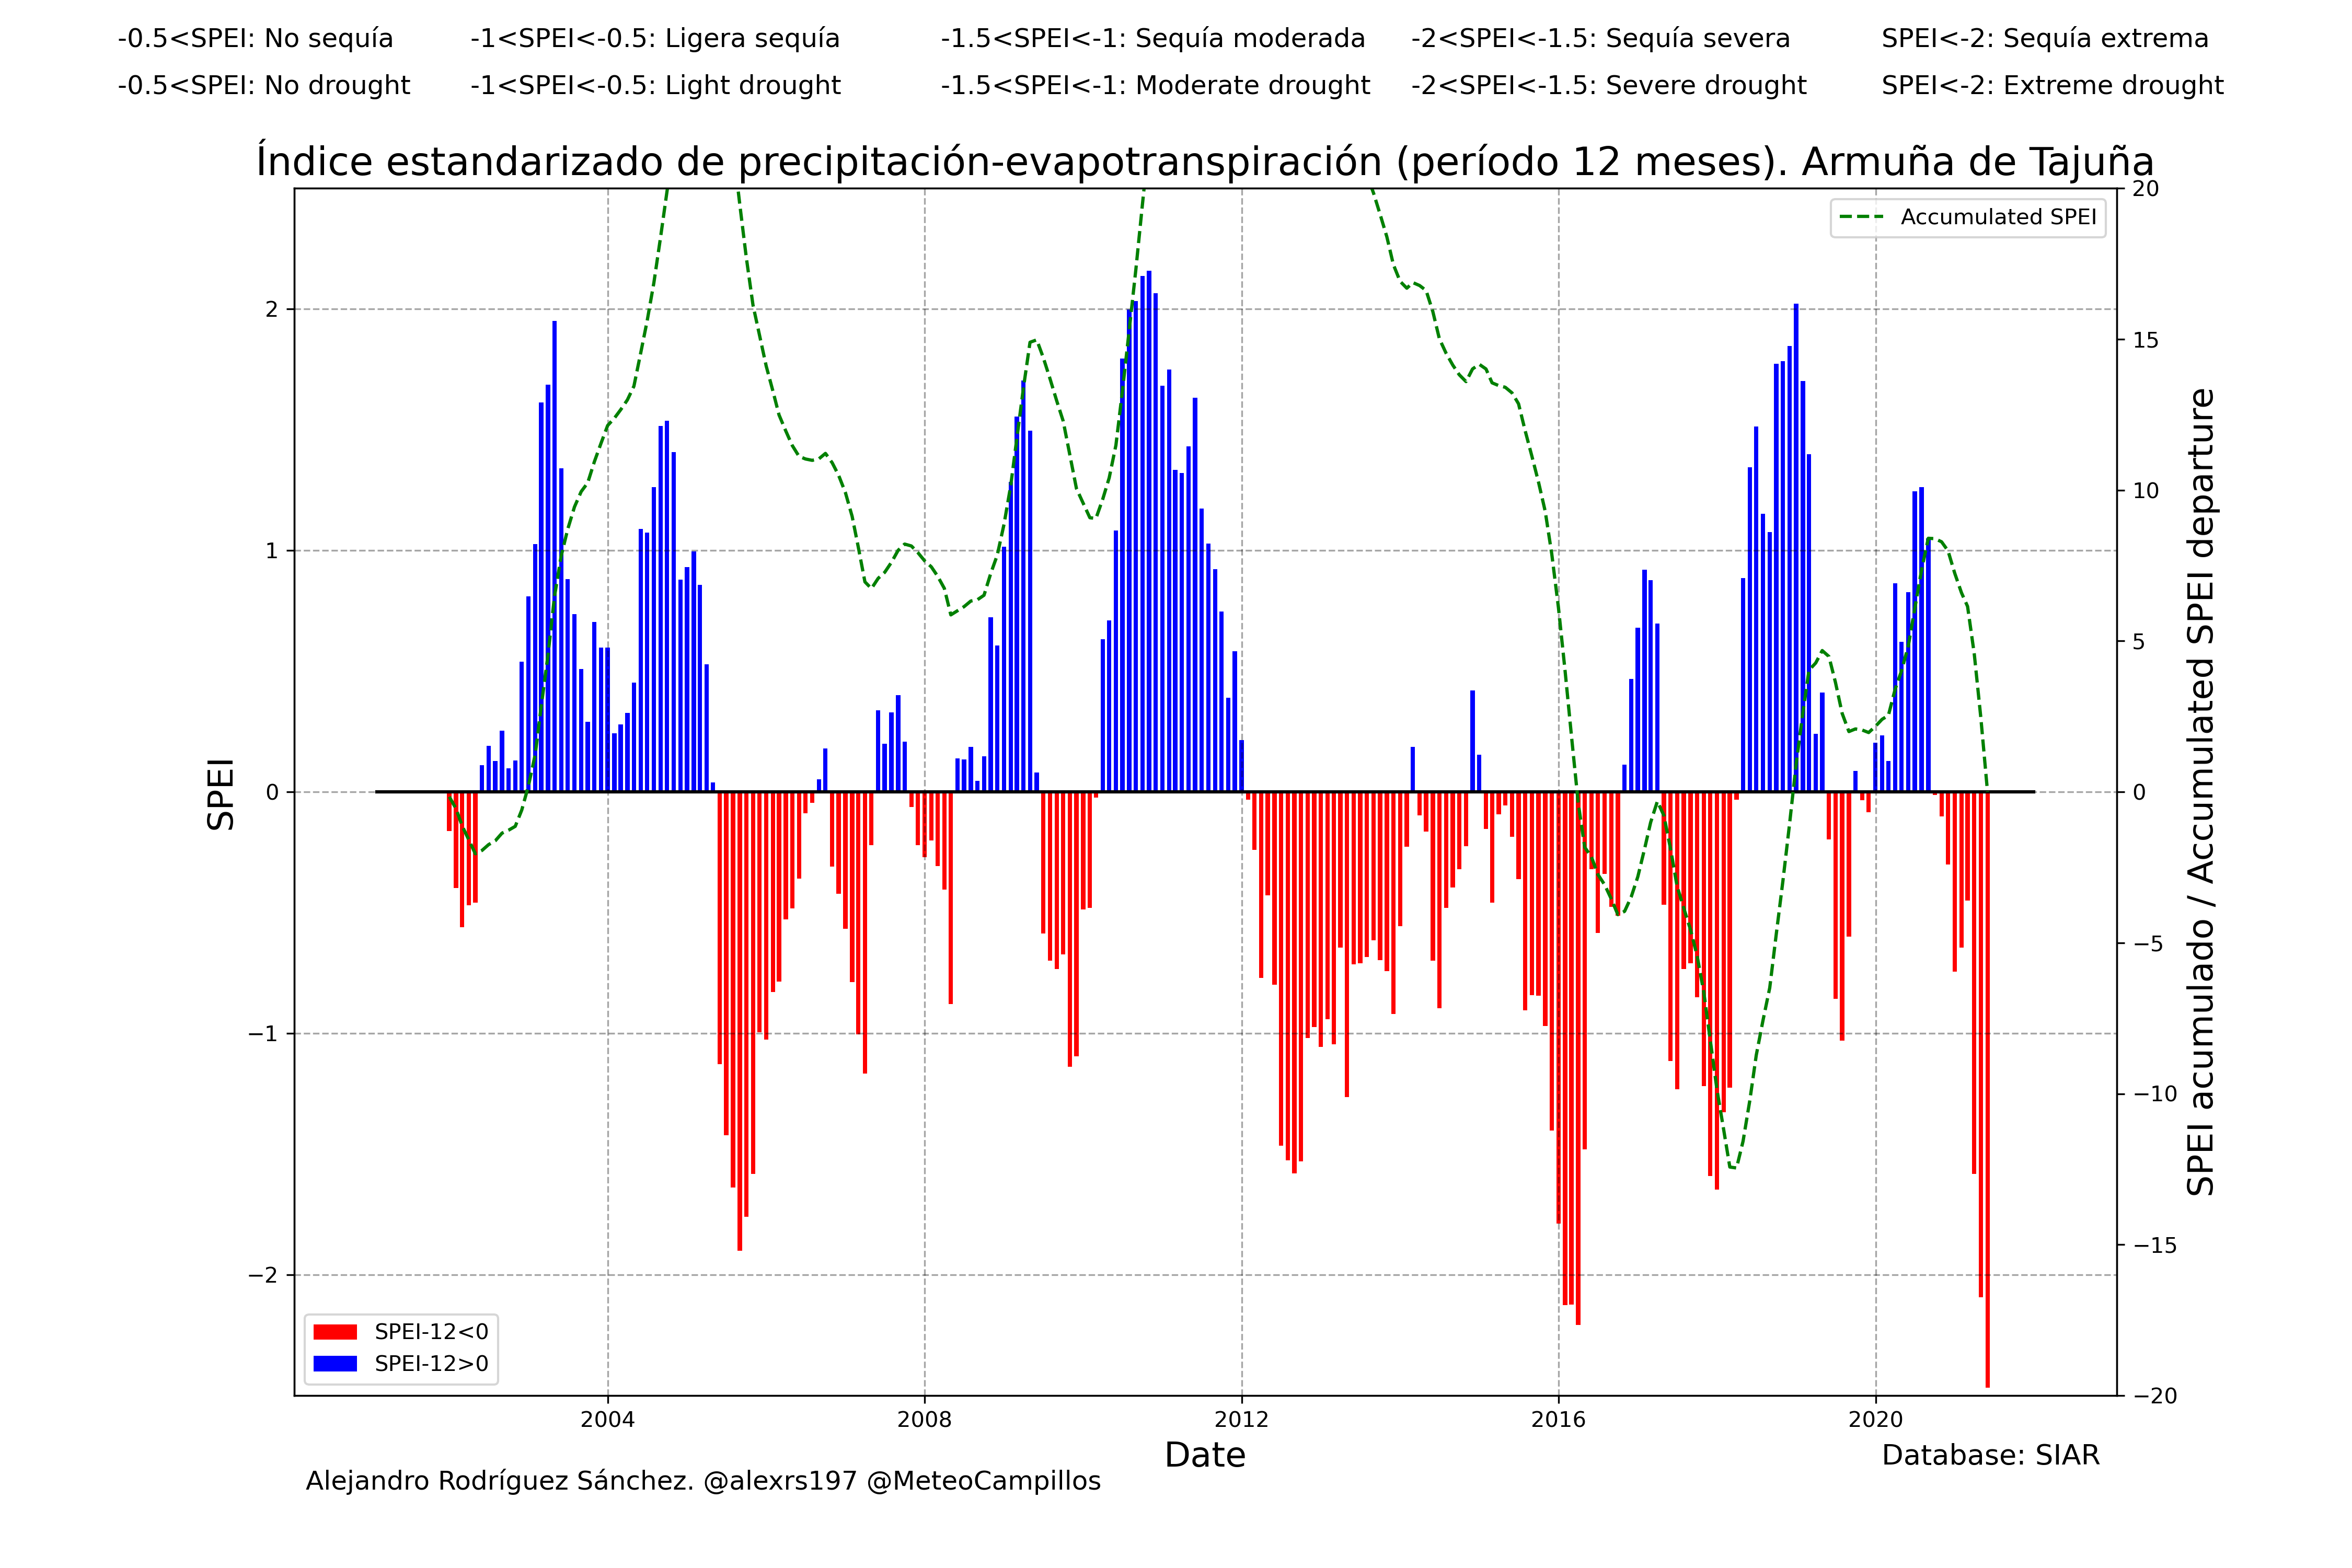 -0.5<SPEI: No sequía -1<SPEI<-0.5: Ligera sequía -1.5<SPEI<-1: Sequía moderada -2<SPEI<-1.5: Sequía severa SPEI<-2: Sequía extrema
-0.5<SPEI: No drought -1<SPEI<-0.5: Light drought -1.5<SPEI<-1: Moderate drought -2<SPEI<-1.5: Severe drought SPEI<-2: Extreme drought
Índice estandarizado de precipitación-evapotranspiración (período 12 meses). Armuña de Tajuña
Accumulated SPEI
SPEI
2
1
0
−1
−2
20
15
10
5
0
−5
−10
−15
−20
SPEI acumulado / Accumulated SPEI departure
SPEI-12<0
SPEI-12>0
2004 2008 2012 2016 2020
Date
Database: SIAR
Alejandro Rodríguez Sánchez. @alexrs197 @MeteoCampillos